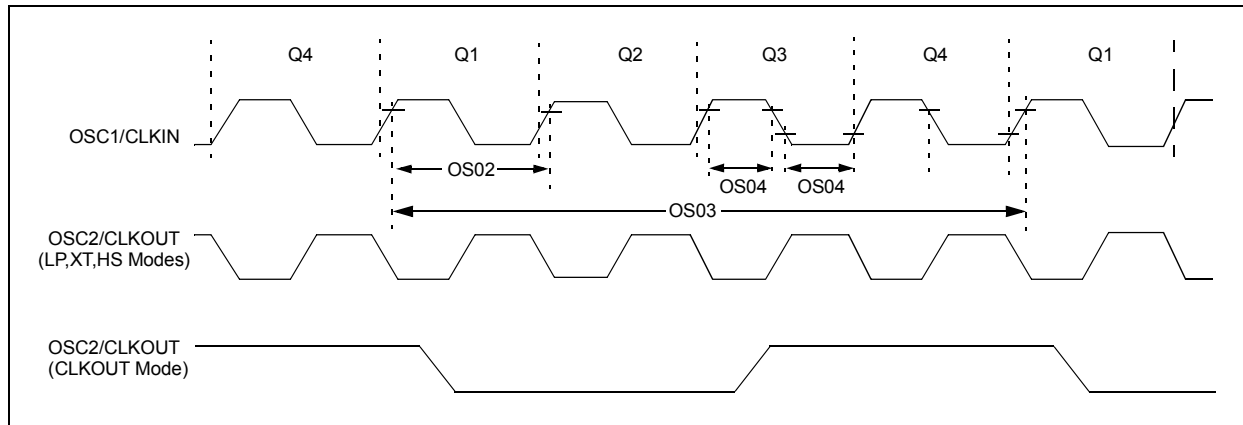 Q4 Q1 Q2 Q3 Q4 Q1
OSC1/CLKIN
OS02
OS04 OS04
OS03
OSC2/CLKOUT
(LP,XT,HS Modes)
OSC2/CLKOUT
(CLKOUT Mode)